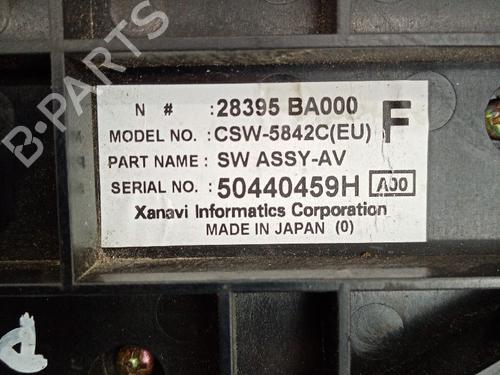 B-PARTS
N # : 28395 BA000
F
MODEL NO. : CSW-5842C(EU)
PART NAME : SW ASSY-AV
SERIAL NO. : 50440459H A00
Xanavi Informatics Corporation
MADE IN JAPAN (0)